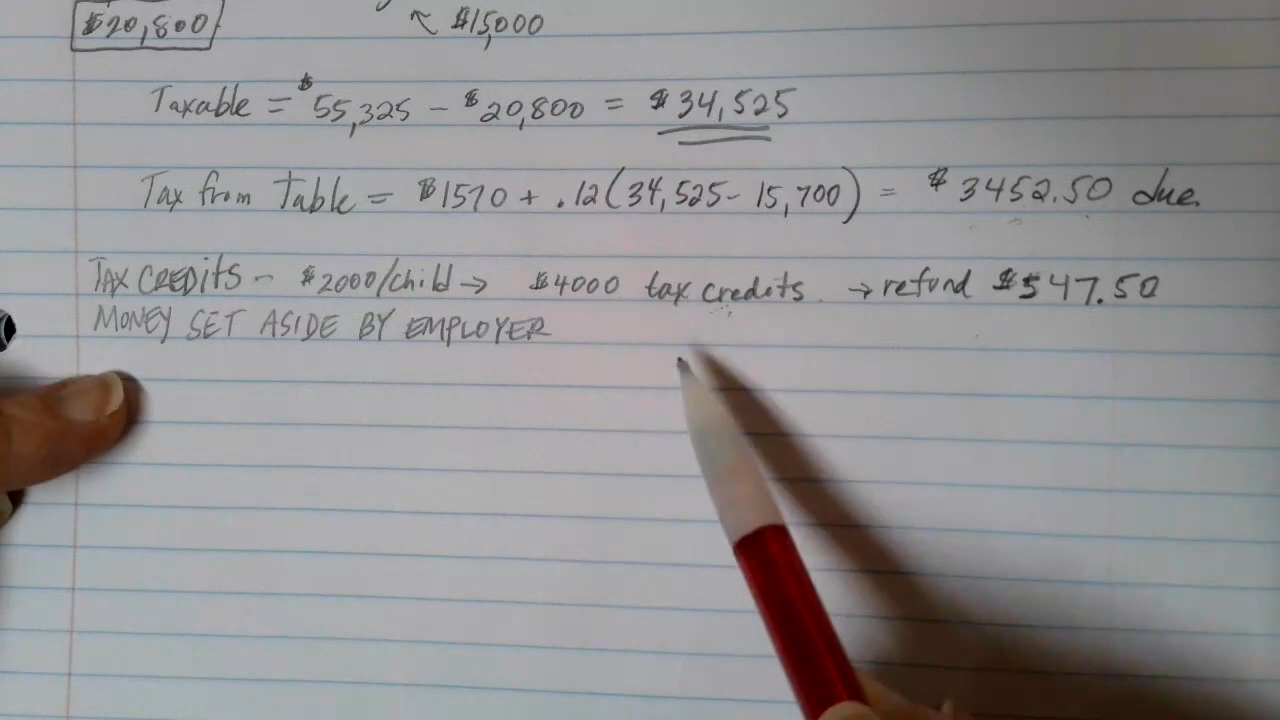 $20,800
↖ $15,000
Taxable = $55,325 - $20,800 = $34,525
Tax from Table = $1570 + .12(34,525 - 15,700) = $3452.50 due.
TAX CREDITS - $2000/child → $4000 tax credits. → refund $547.50
MONEY SET ASIDE BY EMPLOYER